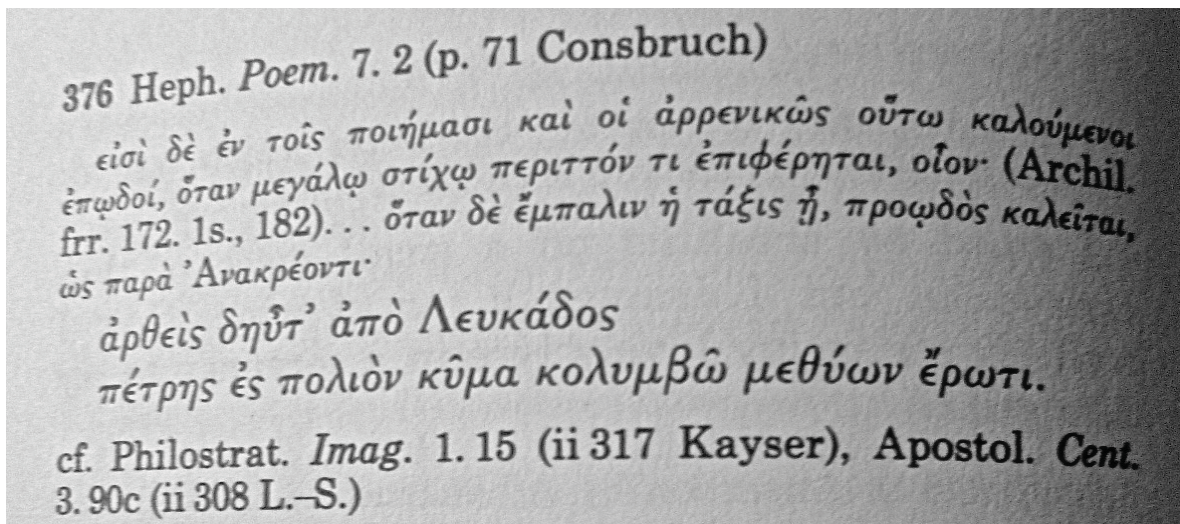 376 Heph. Poem. 7. 2 (p. 71 Consbruch)
εἰσὶ δὲ ἐν τοῖς ποιήμασι καὶ οἱ ἀρρενικῶς οὕτω καλούμενοι
ἐπῳδοί, ὅταν μεγάλῳ στίχῳ περιττόν τι ἐπιφέρηται, οἷον· (Archil.
frr. 172. 1s., 182)... ὅταν δὲ ἔμπαλιν ἡ τάξις ᾖ, προῳδὸς καλεῖται,
ὡς παρὰ Ἀνακρέοντι·
ἀρθεὶς δηὖτ’ ἀπὸ Λευκάδος
πέτρης ἐς πολιὸν κῦμα κολυμβῶ μεθύων ἔρωτι.
cf. Philostrat. Imag. 1. 15 (ii 317 Kayser), Apostol. Cent.
3. 90c (ii 308 L.–S.)